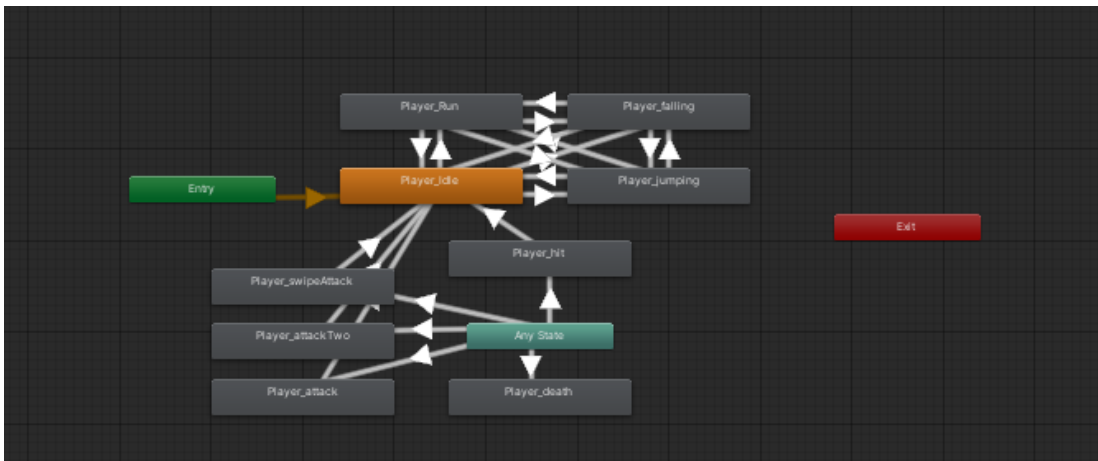 Player_Run
Player_falling
Entry
Player_Idle
Player_jumping
Exit
Player_hit
Player_swipeAttack
Player_attackTwo
Any State
Player_attack
Player_death